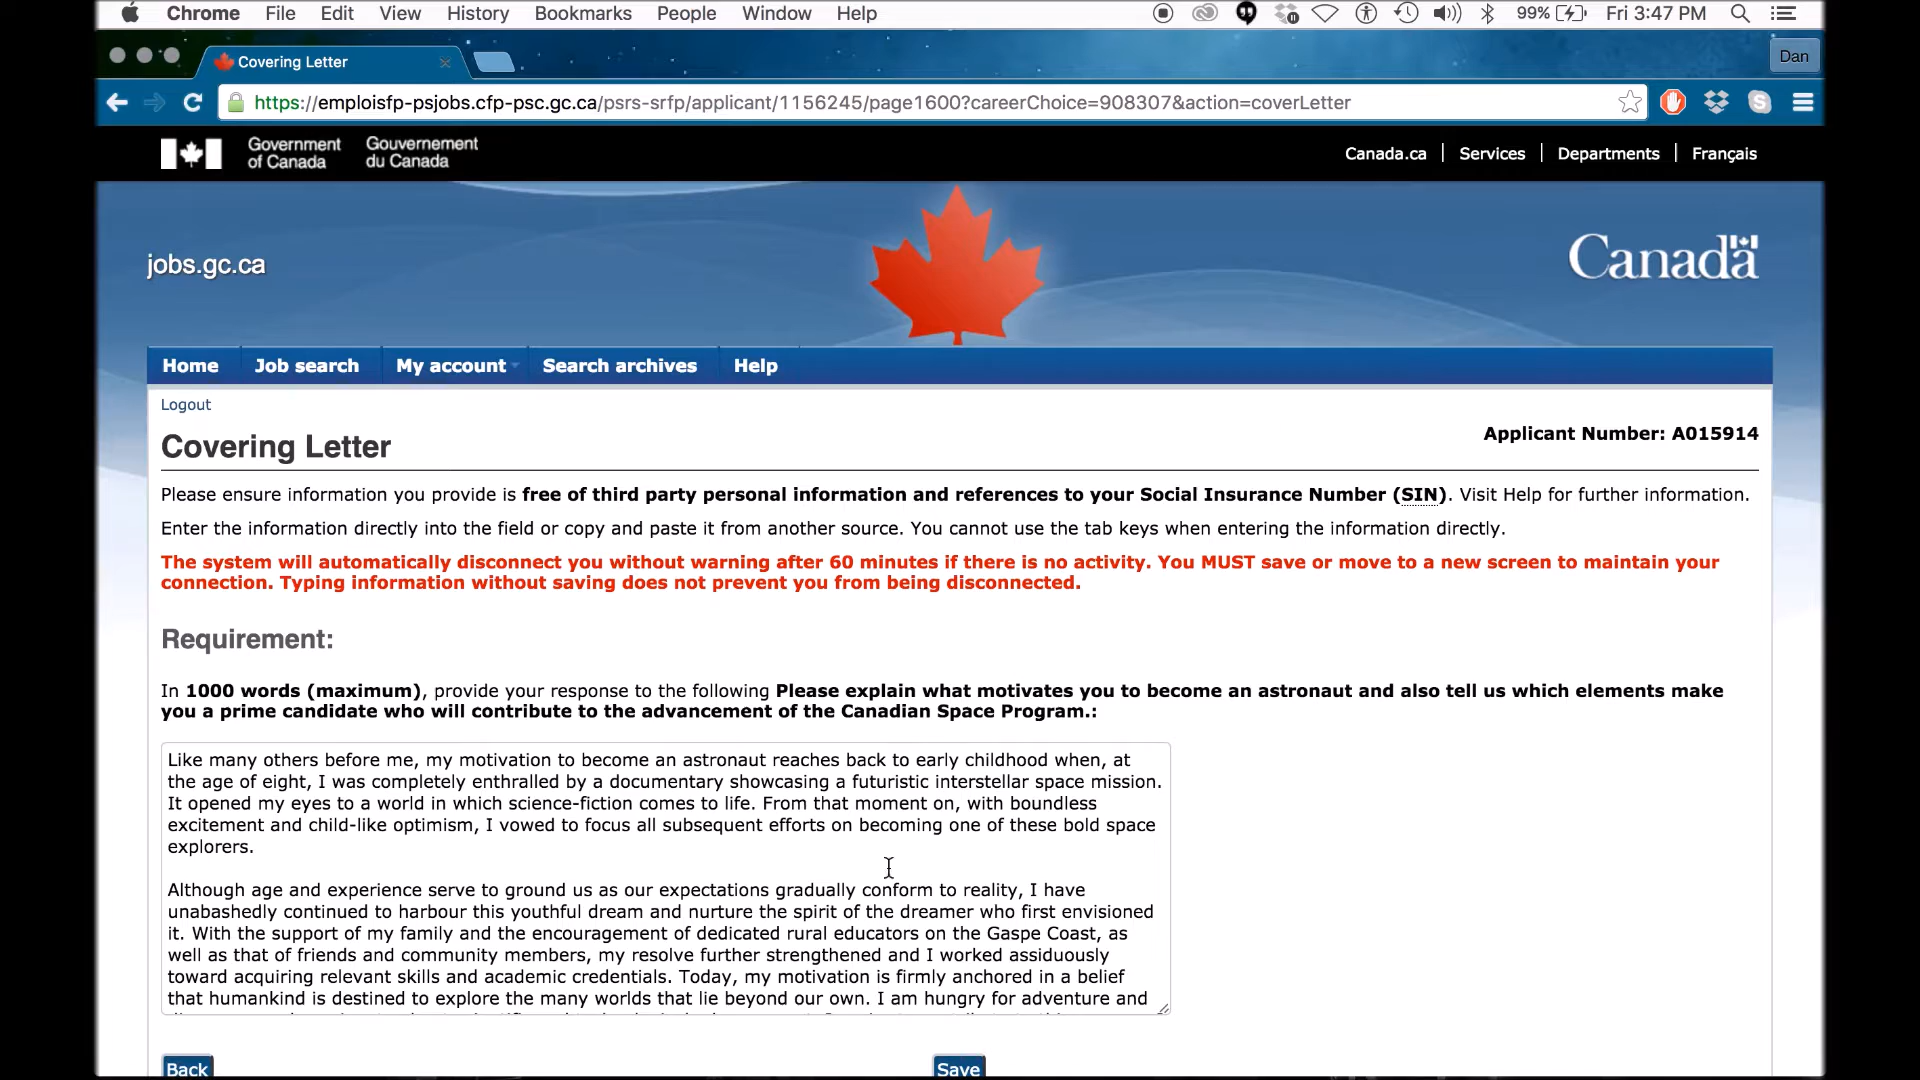 Chrome File Edit View History Bookmarks People Window Help 99% Fri 3:47 PM
Covering Letter Dan
https://emploisfp-psjobs.cfp-psc.gc.ca/psrs-srfp/applicant/1156245/page1600?careerChoice=908307&action=coverLetter
Government of Canada
Gouvernement du Canada
Canada.ca Services Departments Français
jobs.gc.ca
Canada
Home Job search My account Search archives Help
Logout
Covering Letter
Applicant Number: A015914
Please ensure information you provide is free of third party personal information and references to your Social Insurance Number (SIN). Visit Help for further information.
Enter the information directly into the field or copy and paste it from another source. You cannot use the tab keys when entering the information directly.
The system will automatically disconnect you without warning after 60 minutes if there is no activity. You MUST save or move to a new screen to maintain your
connection. Typing information without saving does not prevent you from being disconnected.
Requirement:
In 1000 words (maximum), provide your response to the following Please explain what motivates you to become an astronaut and also tell us which elements make
you a prime candidate who will contribute to the advancement of the Canadian Space Program.:
Like many others before me, my motivation to become an astronaut reaches back to early childhood when, at
the age of eight, I was completely enthralled by a documentary showcasing a futuristic interstellar space mission.
It opened my eyes to a world in which science-fiction comes to life. From that moment on, with boundless
excitement and child-like optimism, I vowed to focus all subsequent efforts on becoming one of these bold space
explorers.
Although age and experience serve to ground us as our expectations gradually conform to reality, I have
unabashedly continued to harbour this youthful dream and nurture the spirit of the dreamer who first envisioned
it. With the support of my family and the encouragement of dedicated rural educators on the Gaspe Coast, as
well as that of friends and community members, my resolve further strengthened and I worked assiduously
toward acquiring relevant skills and academic credentials. Today, my motivation is firmly anchored in a belief
that humankind is destined to explore the many worlds that lie beyond our own. I am hungry for adventure and
Back Save